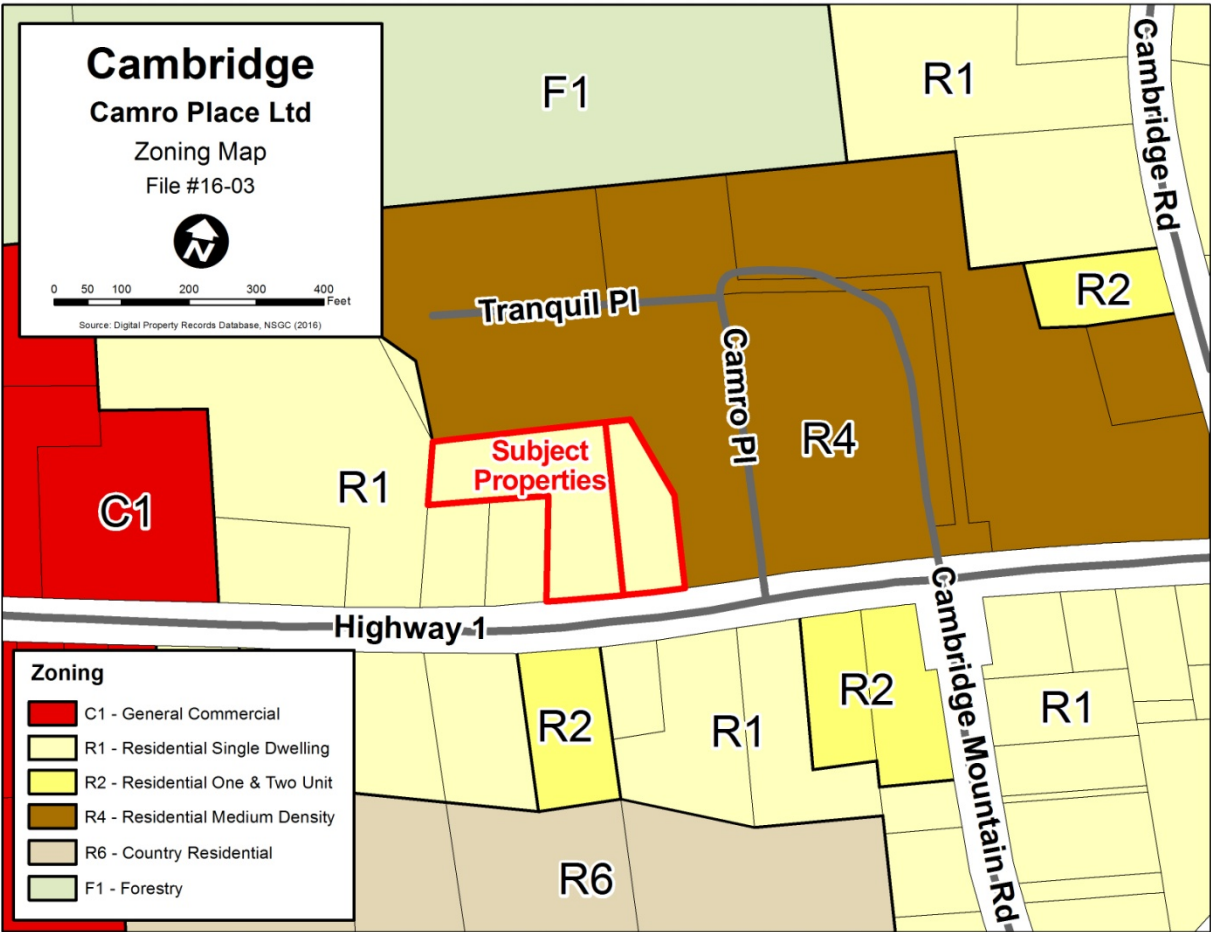 Cambridge
Camro Place Ltd
Zoning Map
File #16-03
N
0 50 100 200 300 400
Feet
Source: Digital Property Records Database, NSGC (2016)
F1
R1
Cambridge Rd
R2
Tranquil Pl
Camro Pl
R4
Subject
Properties
R1
C1
Highway 1
Cambridge Mountain Rd
R2
R1
R2
R1
R6
Zoning
C1 - General Commercial
R1 - Residential Single Dwelling
R2 - Residential One & Two Unit
R4 - Residential Medium Density
R6 - Country Residential
F1 - Forestry